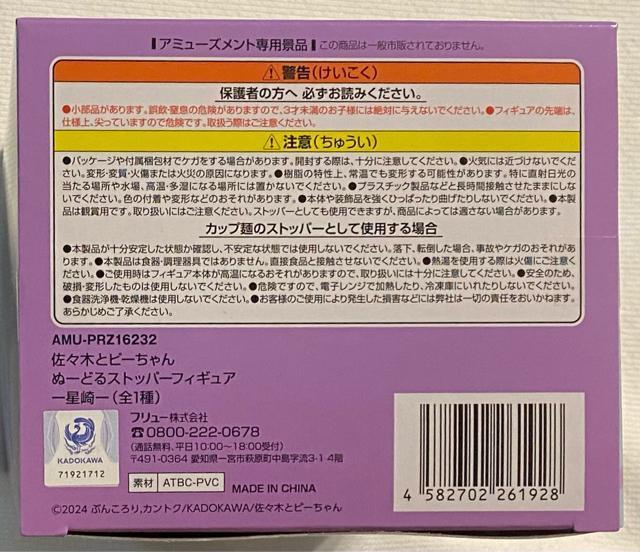 アミューズメント専用景品 この商品は一般市販されておりません。
⚠警告(けいこく)
保護者の方へ 必ずお読みください。
●小部品があります。誤飲・窒息の危険がありますので、3才未満のお子様には絶対に与えないでください。●フィギュアの先端は、
仕様上、尖っていますので危険です。取扱う際はご注意ください。
⚠注意(ちゅうい)
●パッケージや付属梱包材でケガをする場合があります。開封する際は、十分に注意してください。●火気には近づけないでくだ
さい。変形・変質・火傷または火災の原因になります。●樹脂の特性上、常温でも変形する可能性があります。特に直射日光の
当たる場所や水場、高温・多湿になる場所には置かないでください。●プラスチック製品などと長時間接触させたままにし
ないでください。色の付着や変形などのおそれがあります。●本体や装飾品を強くひっぱったり曲げたりしないでください。●本製
品は観賞用です。取り扱いにはご注意ください。ストッパーとしても使用できますが、商品によっては適さない場合があります。
カップ麺のストッパーとして使用する場合
●本製品が十分安定した状態か確認し、不安定な状態では使用しないでください。落下、転倒した場合、事故やケガのおそれがあ
ります。●本製品は食器・調理器具ではありません。直接食品と接触させないでください。●熱湯を使用する際は火傷にご注意
ください。●ご使用時はフィギュア本体が高温になるおそれがありますので、取り扱いには十分に注意してください。●安全のため、
破損・変形したものは使用しないでください。●危険ですので、電子レンジで加熱したり、冷凍庫にいれたりしないでください。
●食器洗浄機・乾燥機は使用しないでください。●お客様のご使用により発生した損害などには弊社は一切の責任をおいかねます。
あらかじめご了承ください。
AMU-PRZ16232
佐々木とピーちゃん
ぬーどるストッパーフィギュア
ー星崎ー(全1種)
フリュー株式会社
☎0800-222-0678
(通話無料、平日10:00~18:00受付)
〒491-0364 愛知県一宮市萩原町中島字流3-1 4階
KADOKAWA
71921712
素材 ATBC-PVC MADE IN CHINA
4 582702 261928
©2024 ぶんころり,カントク/KADOKAWA/佐々木とピーちゃん